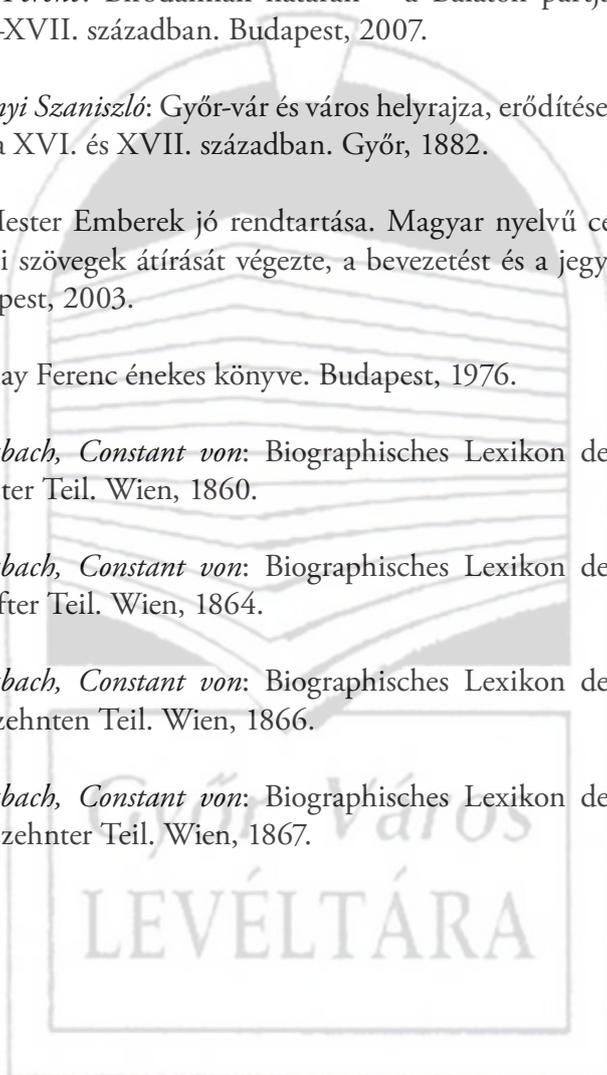 Ferenc: Birodalmak határán – a Balaton partj
-XVII. században. Budapest, 2007.
nyi Szaniszló: Győr-vár és város helyrajza, erődítése
a XVI. és XVII. században. Győr, 1882.
Mester Emberek jó rendtartása. Magyar nyelvű cé
i szövegek átírását végezte, a bevezetést és a jegy
pest, 2003.
ay Ferenc énekes könyve. Budapest, 1976.
bach, Constant von: Biographisches Lexikon de
ter Teil. Wien, 1860.
bach, Constant von: Biographisches Lexikon de
fter Teil. Wien, 1864.
bach, Constant von: Biographisches Lexikon de
zehnten Teil. Wien, 1866.
bach, Constant von: Biographisches Lexikon de
zehnter Teil. Wien, 1867.
Győr Város
LEVÉLTÁRA